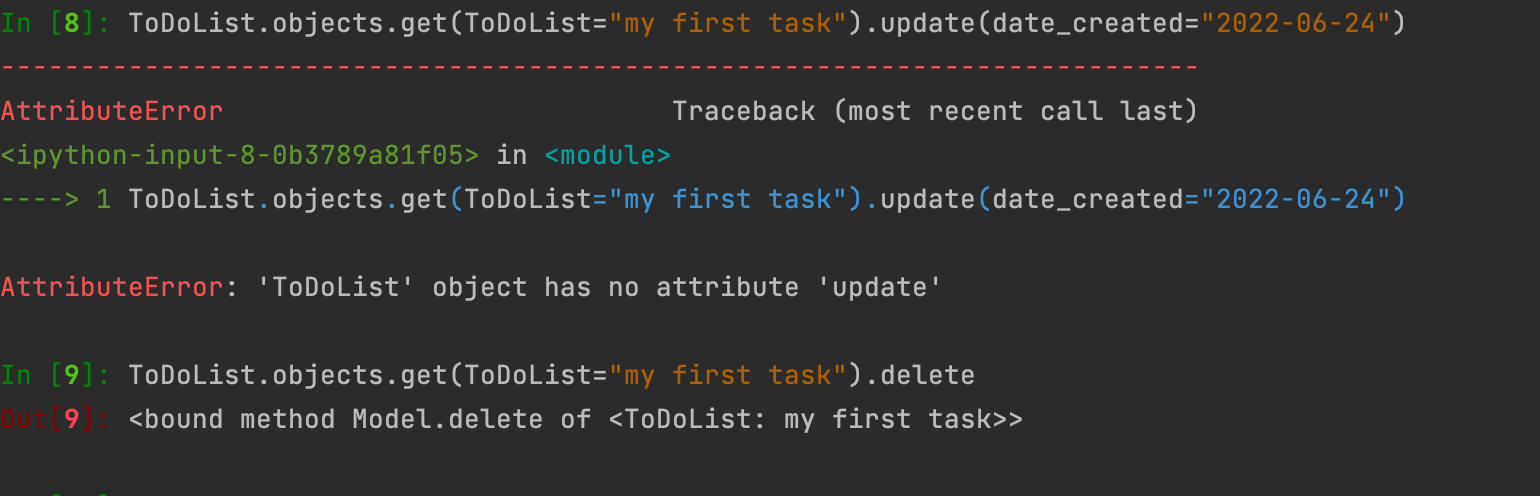 In [8]: ToDoList.objects.get(ToDoList="my first task").update(date_created="2022-06-24")
---------------------------------------------------------------------------
AttributeError                            Traceback (most recent call last)
<ipython-input-8-0b3789a81f05> in <module>
----> 1 ToDoList.objects.get(ToDoList="my first task").update(date_created="2022-06-24")
AttributeError: 'ToDoList' object has no attribute 'update'
In [9]: ToDoList.objects.get(ToDoList="my first task").delete
Out[9]: <bound method Model.delete of <ToDoList: my first task>>